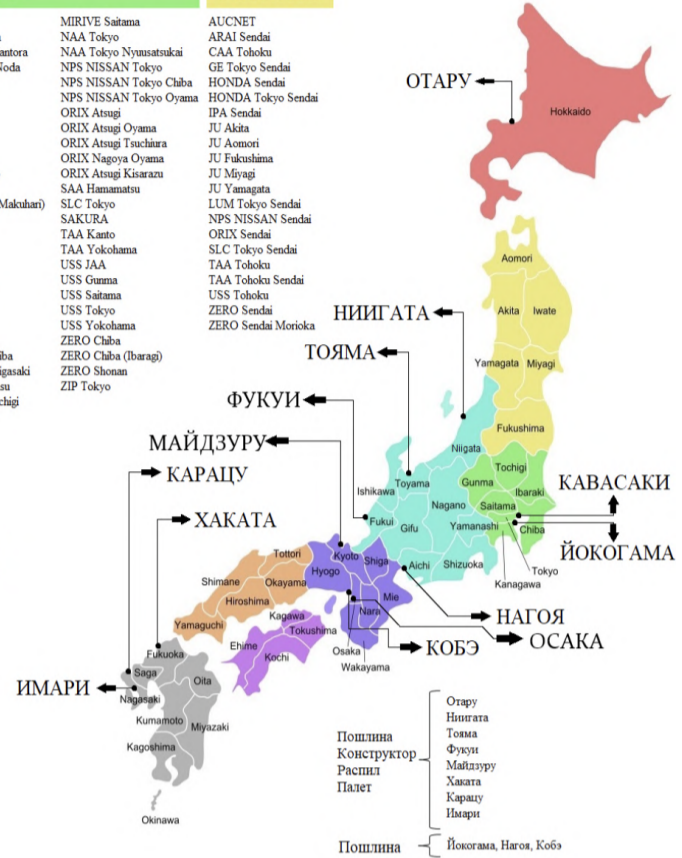 MIRIVE Saitama
NAA Tokyo
NAA Tokyo Nyuusatsukai
NPS NISSAN Tokyo
NPS NISSAN Tokyo Chiba
NPS NISSAN Tokyo Oyama
ORIX Atsugi
ORIX Atsugi Oyama
ORIX Atsugi Tsuchiura
ORIX Nagoya Oyama
ORIX Atsugi Kisarazu
SAA Hamamatsu
Makuhari)
SLC Tokyo
SAKURA
TAA Kanto
TAA Yokohama
USS JAA
USS Gunma
USS Saitama
USS Tokyo
USS Yokohama
ZERO Chiba
ZERO Chiba (Ibaragi)
ZERO Shonan
ZIP Tokyo
AUCNET
ARAI Sendai
CAA Tohoku
GE Tokyo Sendai
HONDA Sendai
HONDA Tokyo Sendai
IPA Sendai
JU Akita
JU Aomori
JU Fukushima
JU Miyagi
JU Yamagata
LUM Tokyo Sendai
NPS NISSAN Sendai
ORIX Sendai
SLC Tokyo Sendai
TAA Tohoku
TAA Tohoku Sendai
USS Tohoku
ZERO Sendai
ZERO Sendai Morioka
ОТАРУ
Hokkaido
Aomori
Akita
Iwate
НИИГАТА
ТОЯМА
Yamagata
Miyagi
ФУКУИ
Fukushima
МАЙДЗУРУ
Niigata
КАРАЦУ
Tochigi
Toyama
Gunma
Ishikawa
Ibaraki
КАВАСАКИ
Nagano
Saitama
ХАКАТА
Fukui
Gifu
Yamanashi
Chiba
ЙОКОГАМА
Tottori
Kyoto
Shiga
Aichi
Shizuoka
Tokyo
Kanagawa
Shimane
Okayama
Hyogo
Hiroshima
Mie
Nara
НАГОЯ
Kagawa
Yamaguchi
Tokushima
ОСАКА
Ehime
Kochi
Osaka
КОБЭ
Wakayama
Fukuoka
Saga
Oita
ИМАРИ
Nagasaki
Kumamoto
Miyazaki
Kagoshima
Okinawa
Пошлина
Конструктор
Распил
Палет
Отару
Ниигата
Тояма
Фукуи
Майдзуру
Хаката
Карацу
Имари
Пошлина
Йокогама, Нагоя, Кобэ